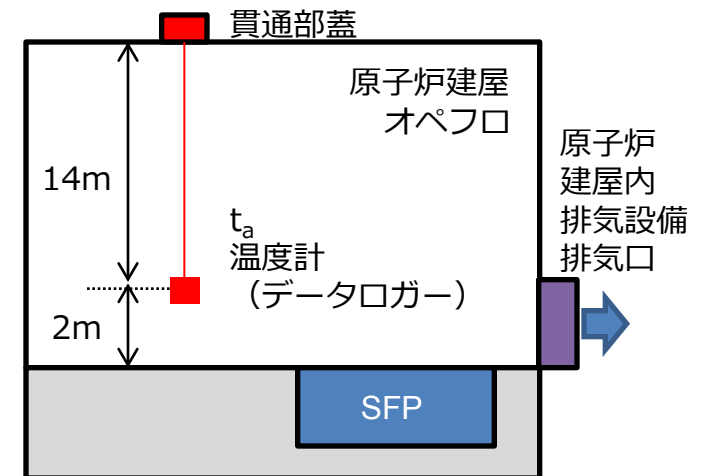 貫通部蓋
原子炉建屋
オペフロ
原子炉
建屋内
排気設備
排気口
14m
ta
温度計
（データロガー）
2m
SFP